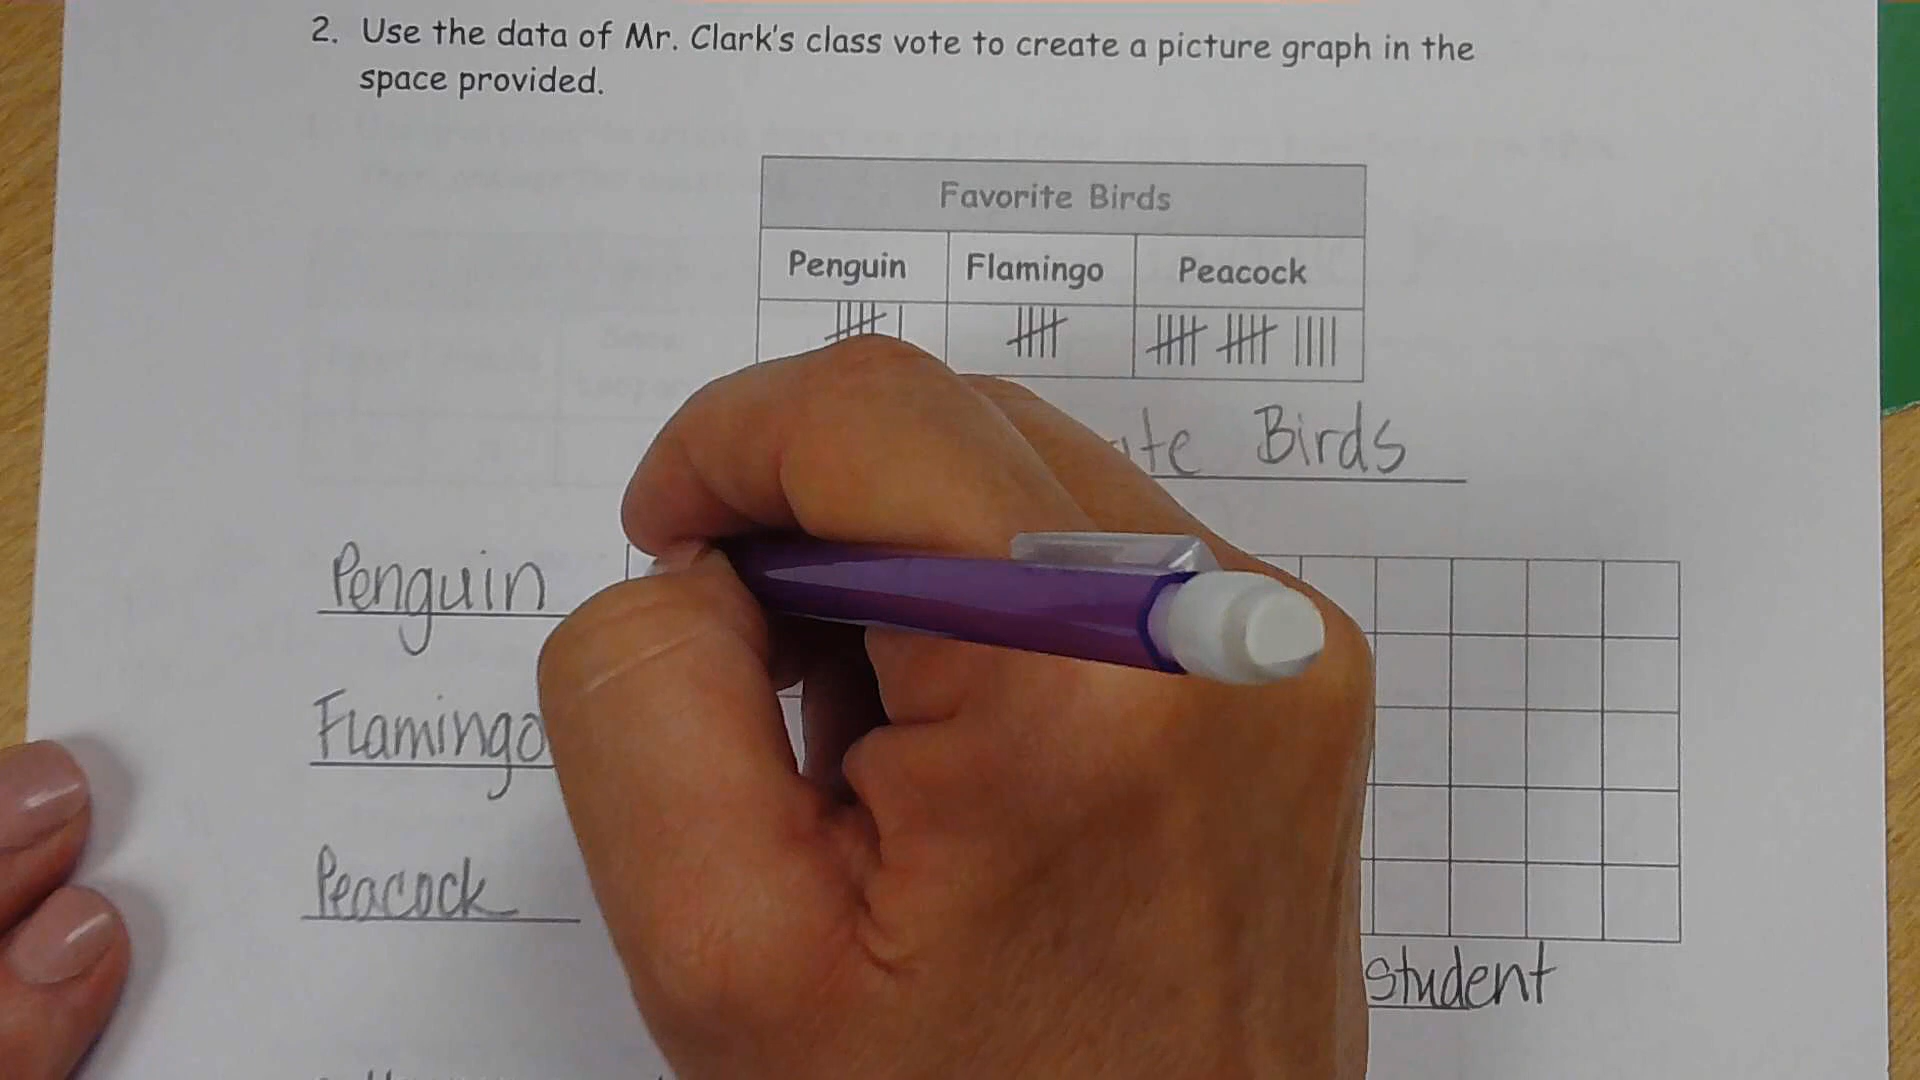 2. Use the data of Mr. Clark's class vote to create a picture graph in the
space provided.
Favorite Birds
Penguin Flamingo Peacock
Birds
Penguin
Flamingo
Peacock
Student